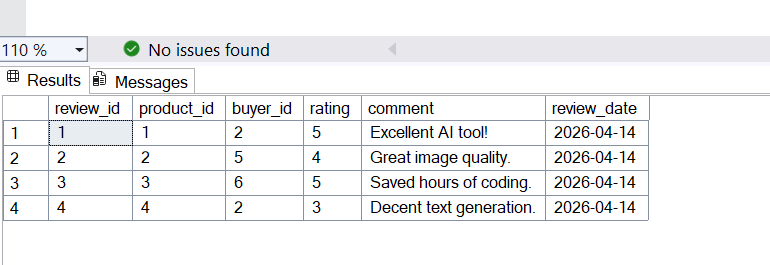 110 %
No issues found
Results Messages
review_id product_id buyer_id rating comment review_date
1 1 1 2 5 Excellent AI tool! 2026-04-14
2 2 2 5 4 Great image quality. 2026-04-14
3 3 3 6 5 Saved hours of coding. 2026-04-14
4 4 4 2 3 Decent text generation. 2026-04-14